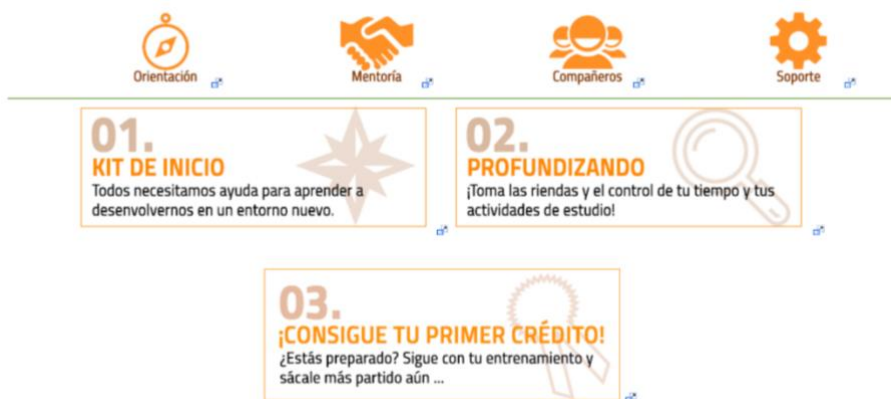 Orientación
Mentoría
Compañeros
Soporte
01.
KIT DE INICIO
Todos necesitamos ayuda para aprender a
desenvolvernos en un entorno nuevo.
02.
PROFUNDIZANDO
¡Toma las riendas y el control de tu tiempo y tus
actividades de estudio!
03.
¡CONSIGUE TU PRIMER CRÉDITO!
¿Estás preparado? Sigue con tu entrenamiento y
sácale más partido aún ...